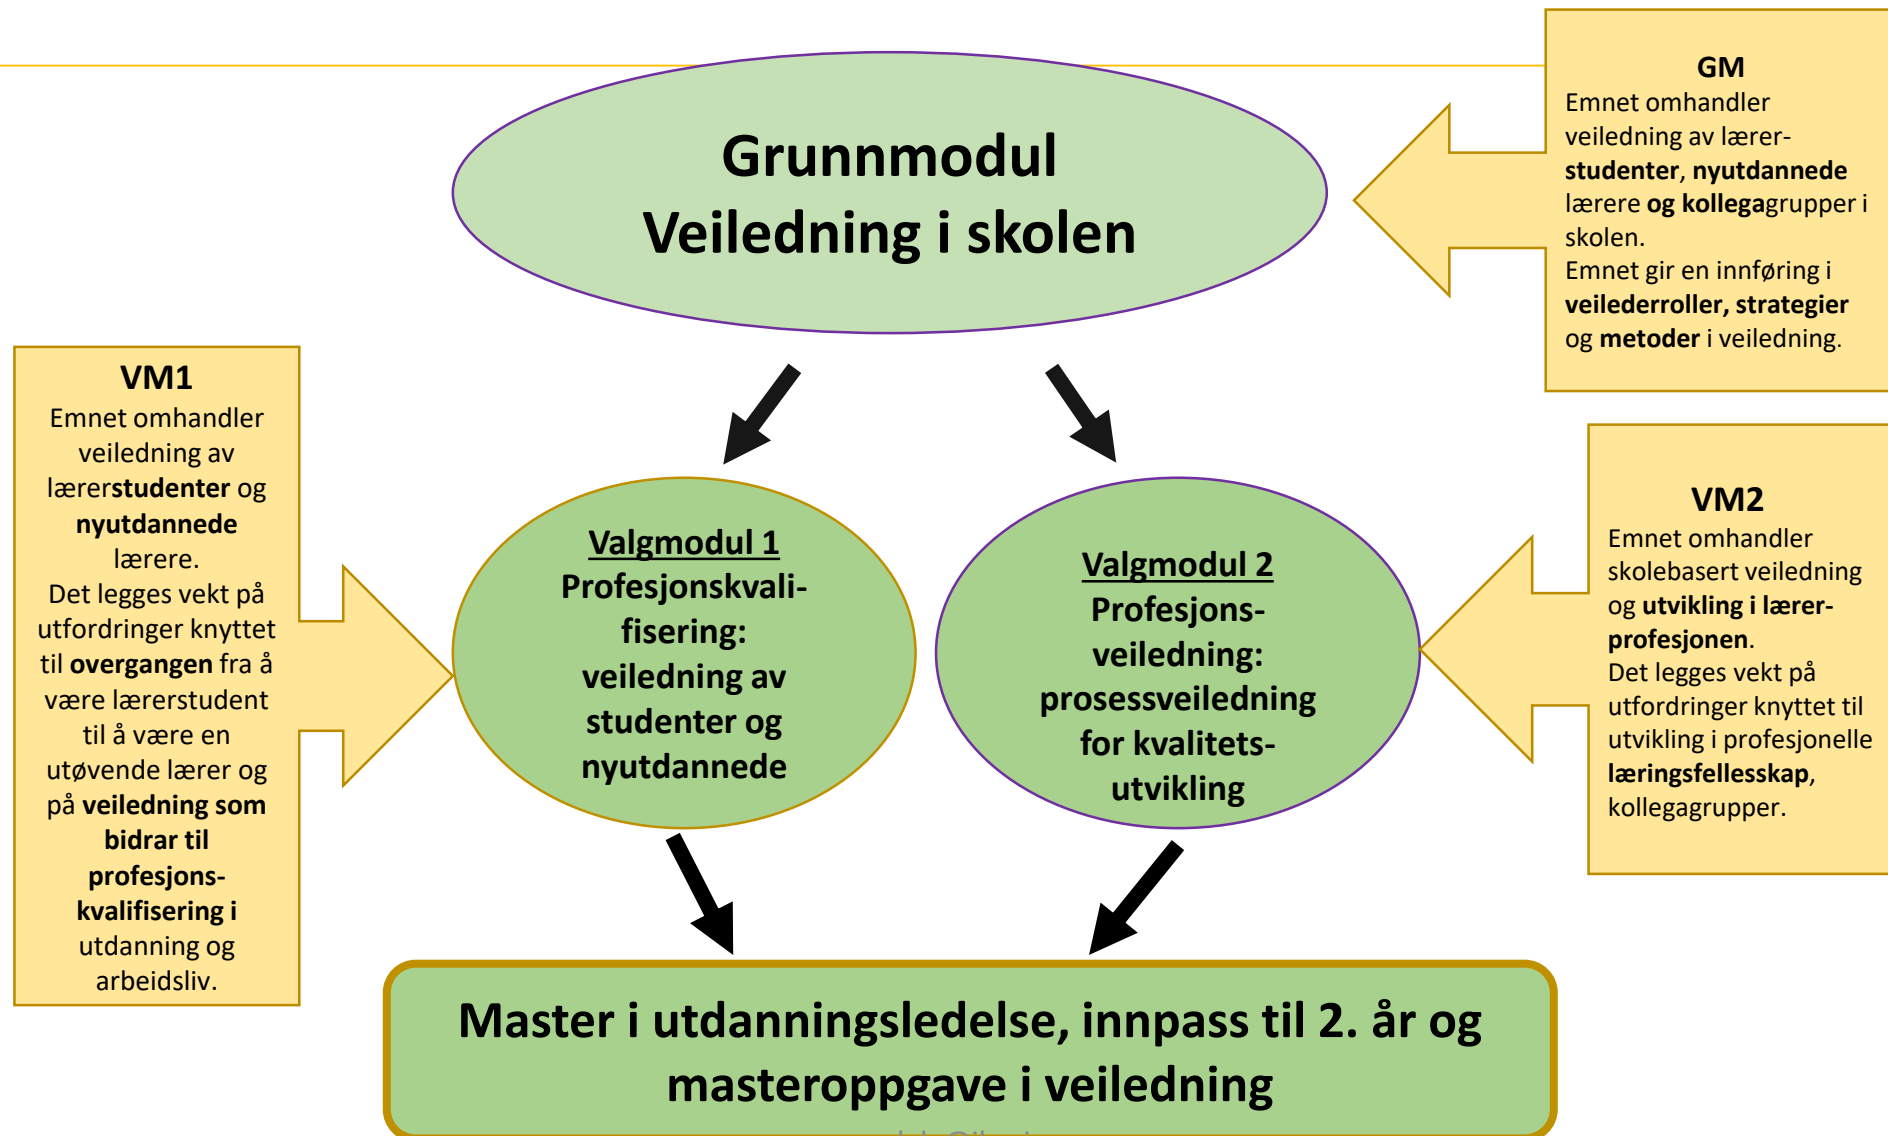 Grunnmodul
Veiledning i skolen
GM
Emnet omhandler
veiledning av lærer-
studenter, nyutdannede
lærere og kollegagrupper i
skolen.
Emnet gir en innføring i
veilederroller, strategier
og metoder i veiledning.
VM1
Emnet omhandler
veiledning av
lærerstudenter og
nyutdannede
lærere.
Det legges vekt på
utfordringer knyttet
til overgangen fra å
være lærerstudent
til å være en
utøvende lærer og
på veiledning som
bidrar til
profesjons-
kvalifisering i
utdanning og
arbeidsliv.
Valgmodul 1
Profesjonskvali-
fisering:
veiledning av
studenter og
nyutdannede
Valgmodul 2
Profesjons-
veiledning:
prosessveiledning
for kvalitets-
utvikling
VM2
Emnet omhandler
skolebasert veiledning
og utvikling i lærer-
profesjonen.
Det legges vekt på
utfordringer knyttet til
utvikling i profesjonelle
læringsfellesskap,
kollegagrupper.
Master i utdanningsledelse, innpass til 2. år og
masteroppgave i veiledning